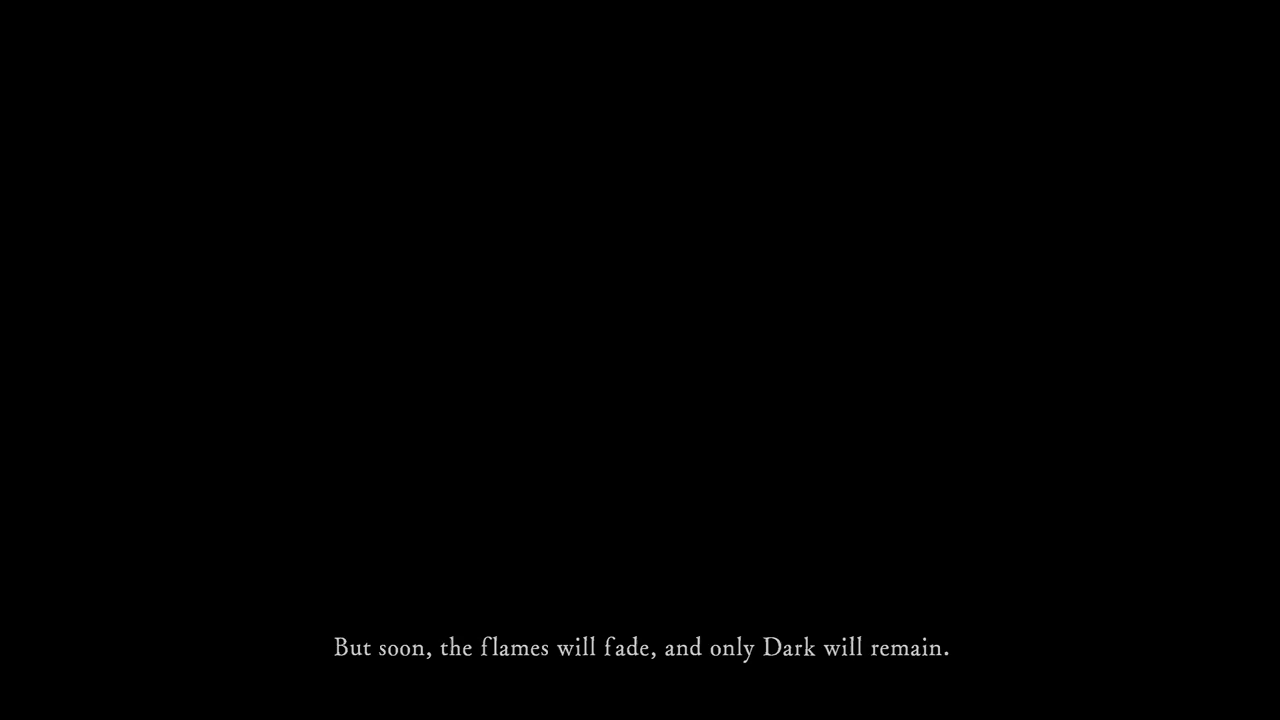 But soon, the flames will fade, and only Dark will remain.